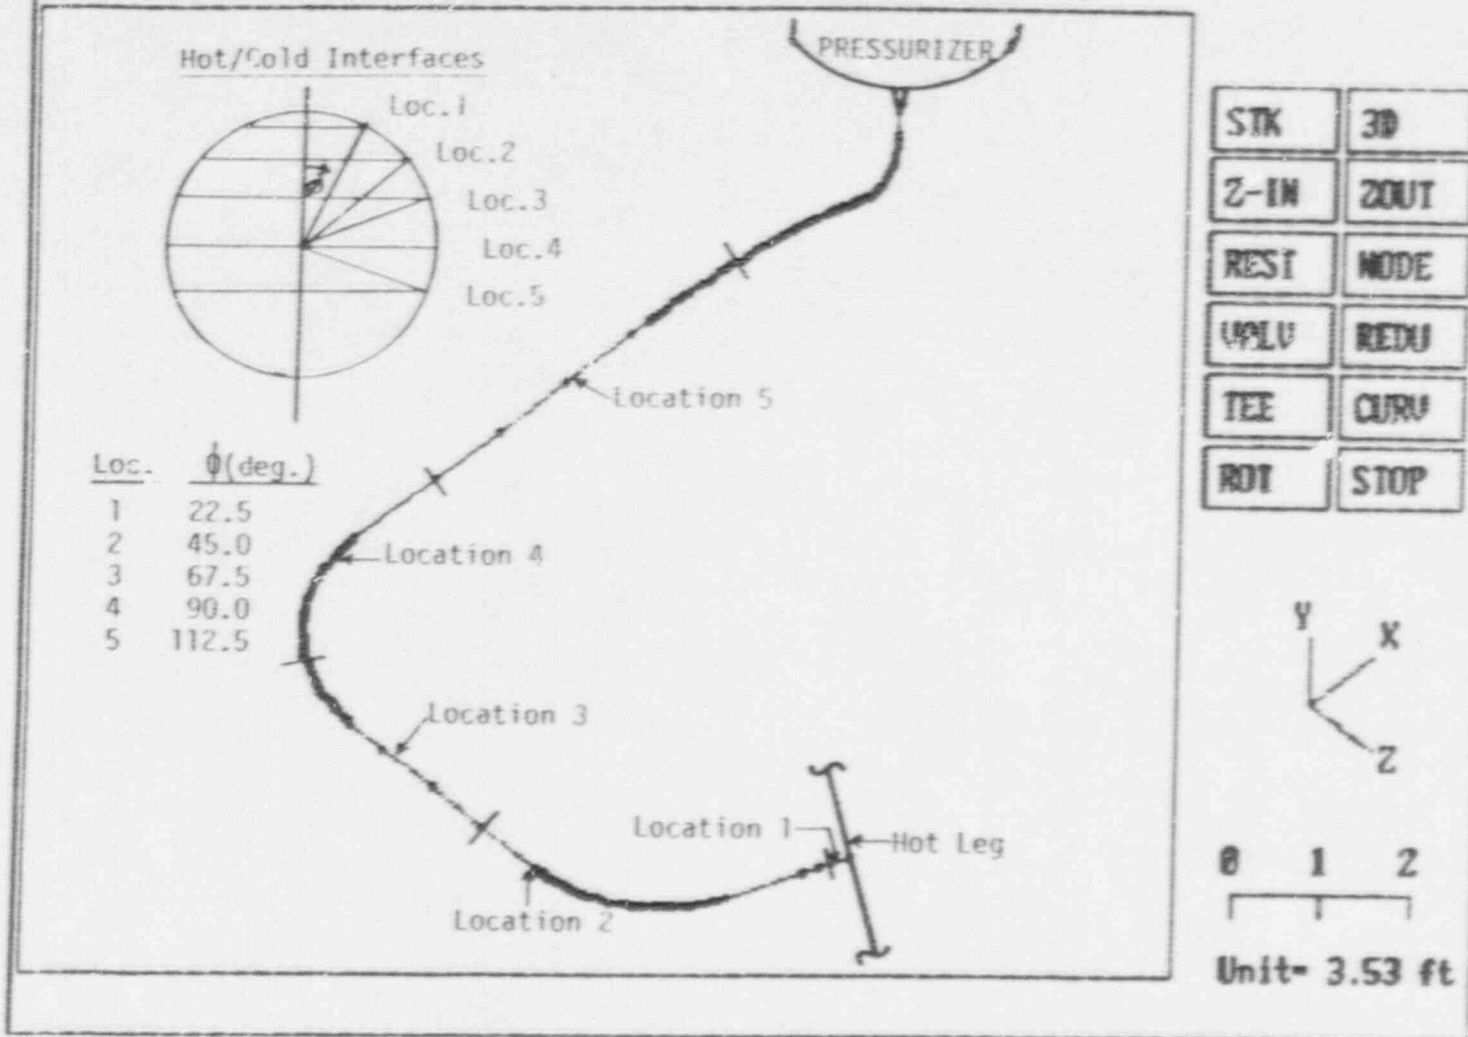 Hot/Cold Interfaces
Loc.1
Loc.2
Loc.3
Loc.4
Loc.5
ϕ
PRESSURIZER
Loc. ϕ(deg.)
1 22.5
2 45.0
3 67.5
4 90.0
5 112.5
Location 5
Location 4
Location 3
Location 1
Hot Leg
Location 2
STK 3D
Z-IN ZOUT
REST NODE
VALV REDU
TEE CURV
ROT STOP
Y
X
Z
0 1 2
Unit= 3.53 ft